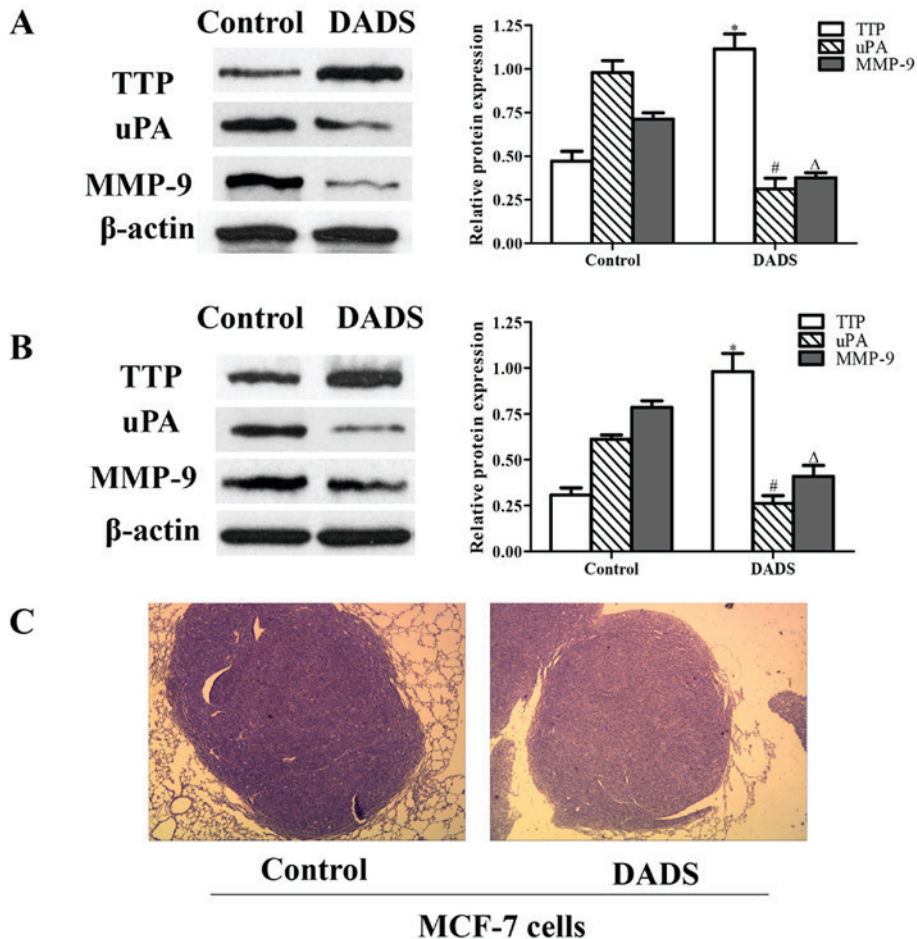 A
Control DADS
TTP
uPA
MMP-9
β-actin
Relative protein expression
1.25
1.00
0.75
0.50
0.25
0.00
*
#
Δ
Control
DADS
TTP
uPA
MMP-9
B
Control DADS
TTP
uPA
MMP-9
β-actin
Relative protein expression
1.25
1.00
0.75
0.50
0.25
0.00
*
#
Δ
Control
DADS
TTP
uPA
MMP-9
C
Control
DADS
MCF-7 cells